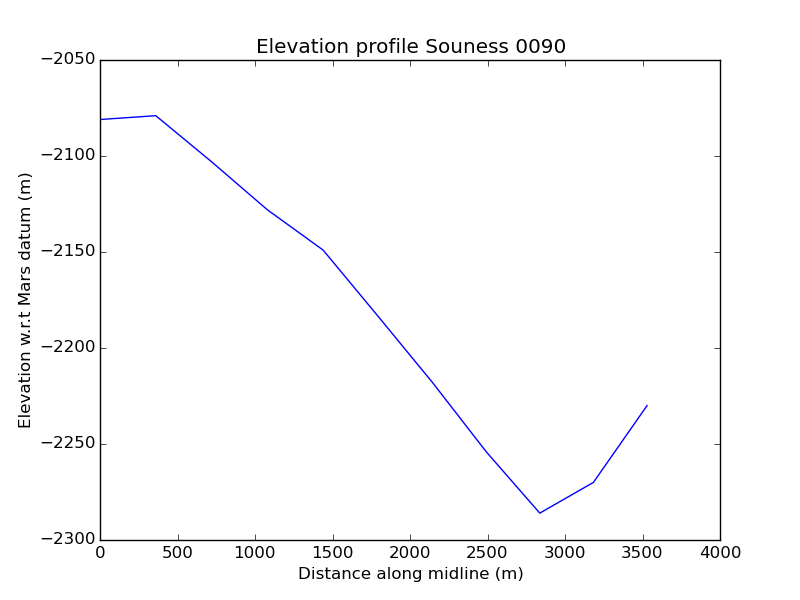 Elevation profile Souness 0090
−2050
−2100
−2150
−2200
−2250
−2300
Elevation w.r.t Mars datum (m)
0 500 1000 1500 2000 2500 3000 3500 4000
Distance along midline (m)